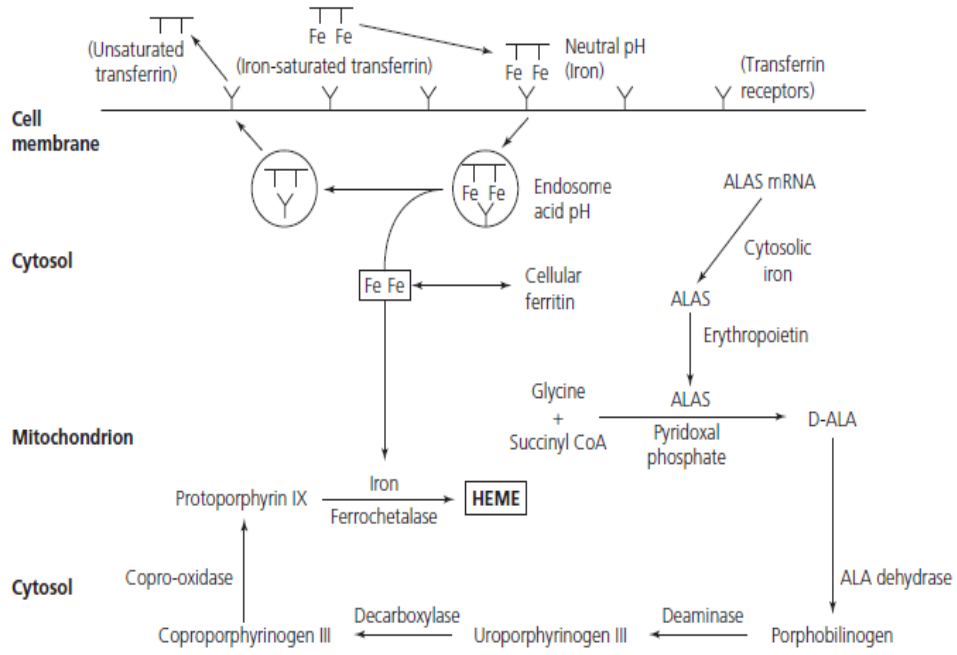 Fe Fe
(Unsaturated
transferrin)
(Iron-saturated transferrin)
Fe Fe
Neutral pH
(Iron)
(Transferrin
receptors)
Cell
membrane
Fe Fe
Endosome
acid pH
ALAS mRNA
Cytosol
Fe Fe
Cellular
ferritin
Cytosolic
iron
ALAS
Erythropoietin
Glycine
+
Succinyl CoA
ALAS
Pyridoxal
phosphate
D-ALA
Mitochondrion
Protoporphyrin IX
Iron
Ferrochetalase
HEME
Cytosol
Copro-oxidase
ALA dehydrase
Coproporphyrinogen III
Decarboxylase
Uroporphyrinogen III
Deaminase
Porphobilinogen